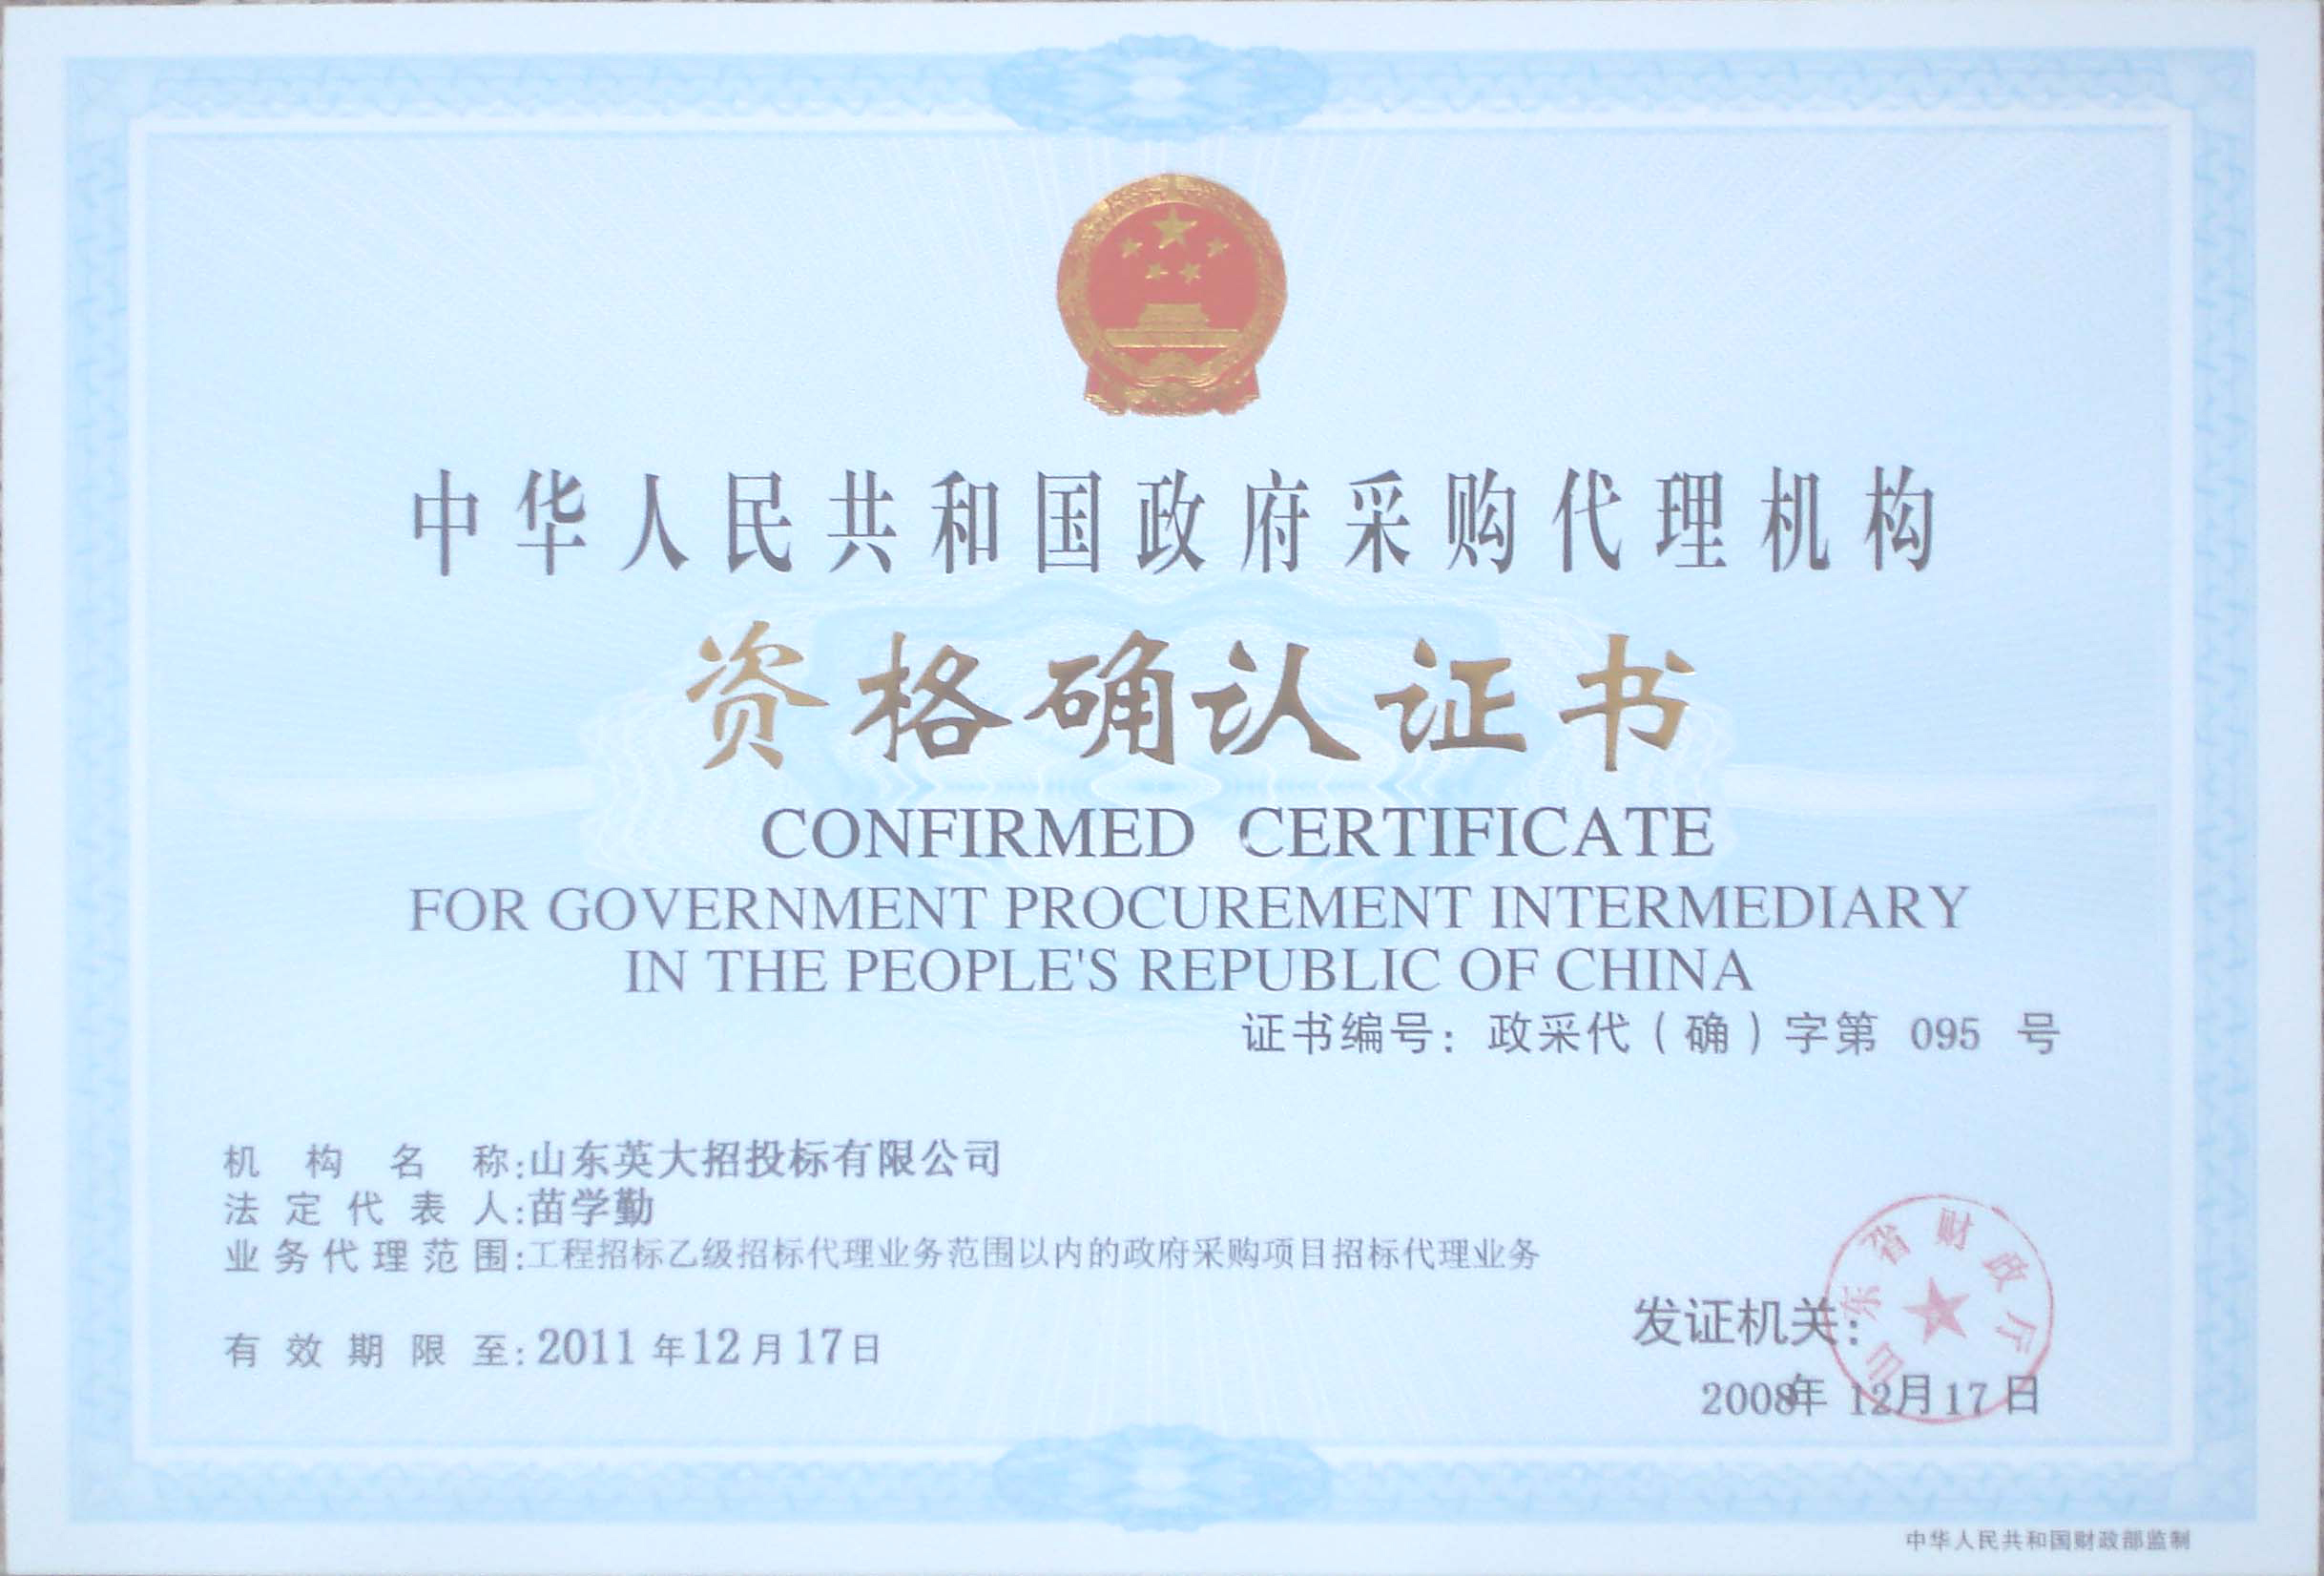 中华人民共和国政府采购代理机构
资格确认证书
CONFIRMED CERTIFICATE
FOR GOVERNMENT PROCUREMENT INTERMEDIARY
IN THE PEOPLE'S REPUBLIC OF CHINA
证书编号：政采代（确）字第 095 号
机构名称:山东英大招投标有限公司
法定代表人:苗学勤
业务代理范围:工程招标乙级招标代理业务范围以内的政府采购项目招标代理业务
有效期限至:2011年12月17日
发证机关：
山东省财政厅
2008年12月17日
中华人民共和国财政部监制